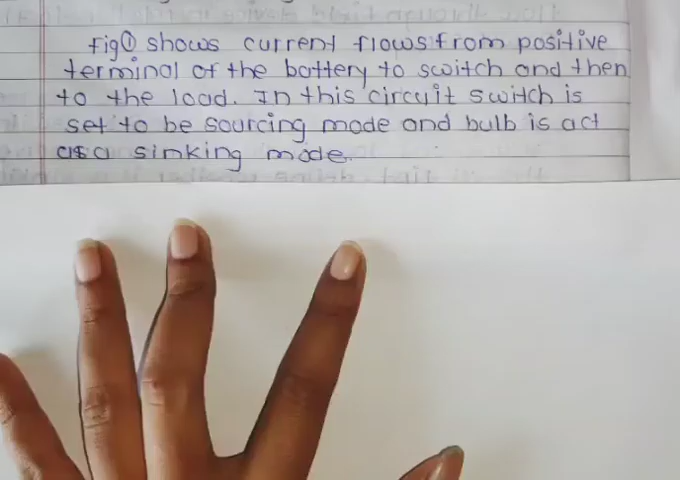 fig① shows current flows from positive
terminal of the battery to switch and then
to the load. In this circuit switch is
set to be sourcing mode and bulb is act
as a sinking mode.